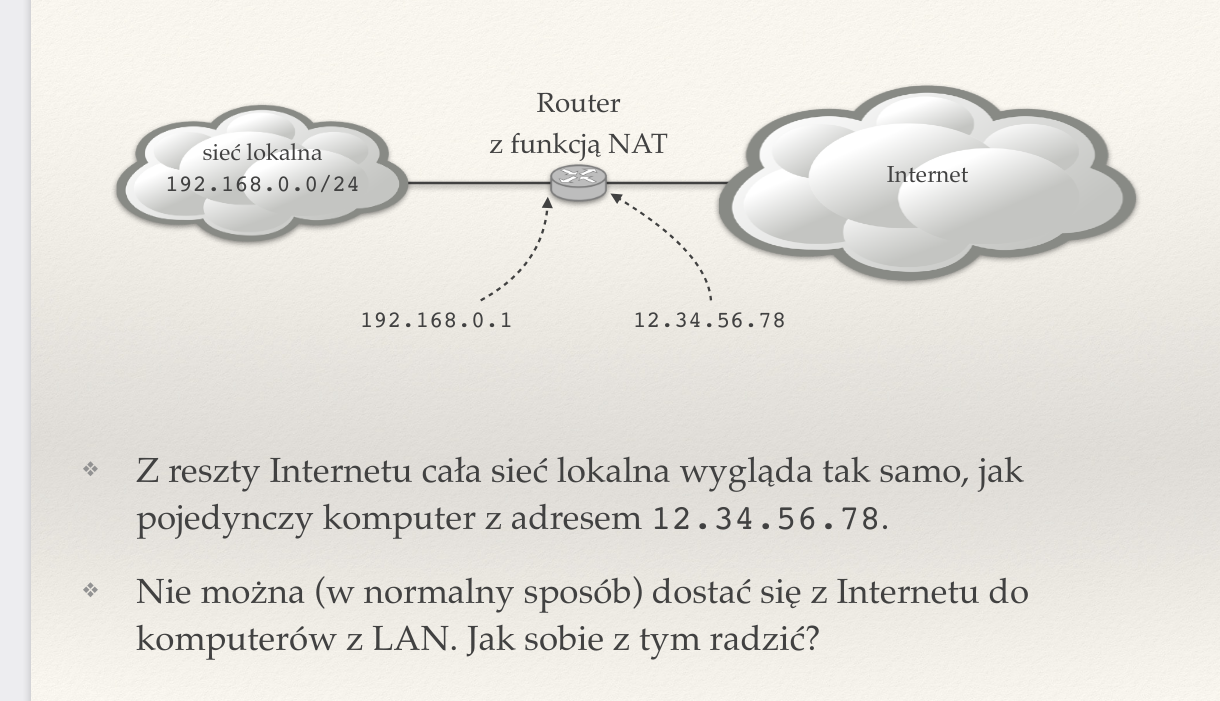 Router
z funkcją NAT
sieć lokalna
192.168.0.0/24
Internet
192.168.0.1
12.34.56.78
❖ Z reszty Internetu cała sieć lokalna wygląda tak samo, jak
pojedynczy komputer z adresem 12.34.56.78.
❖ Nie można (w normalny sposób) dostać się z Internetu do
komputerów z LAN. Jak sobie z tym radzić?